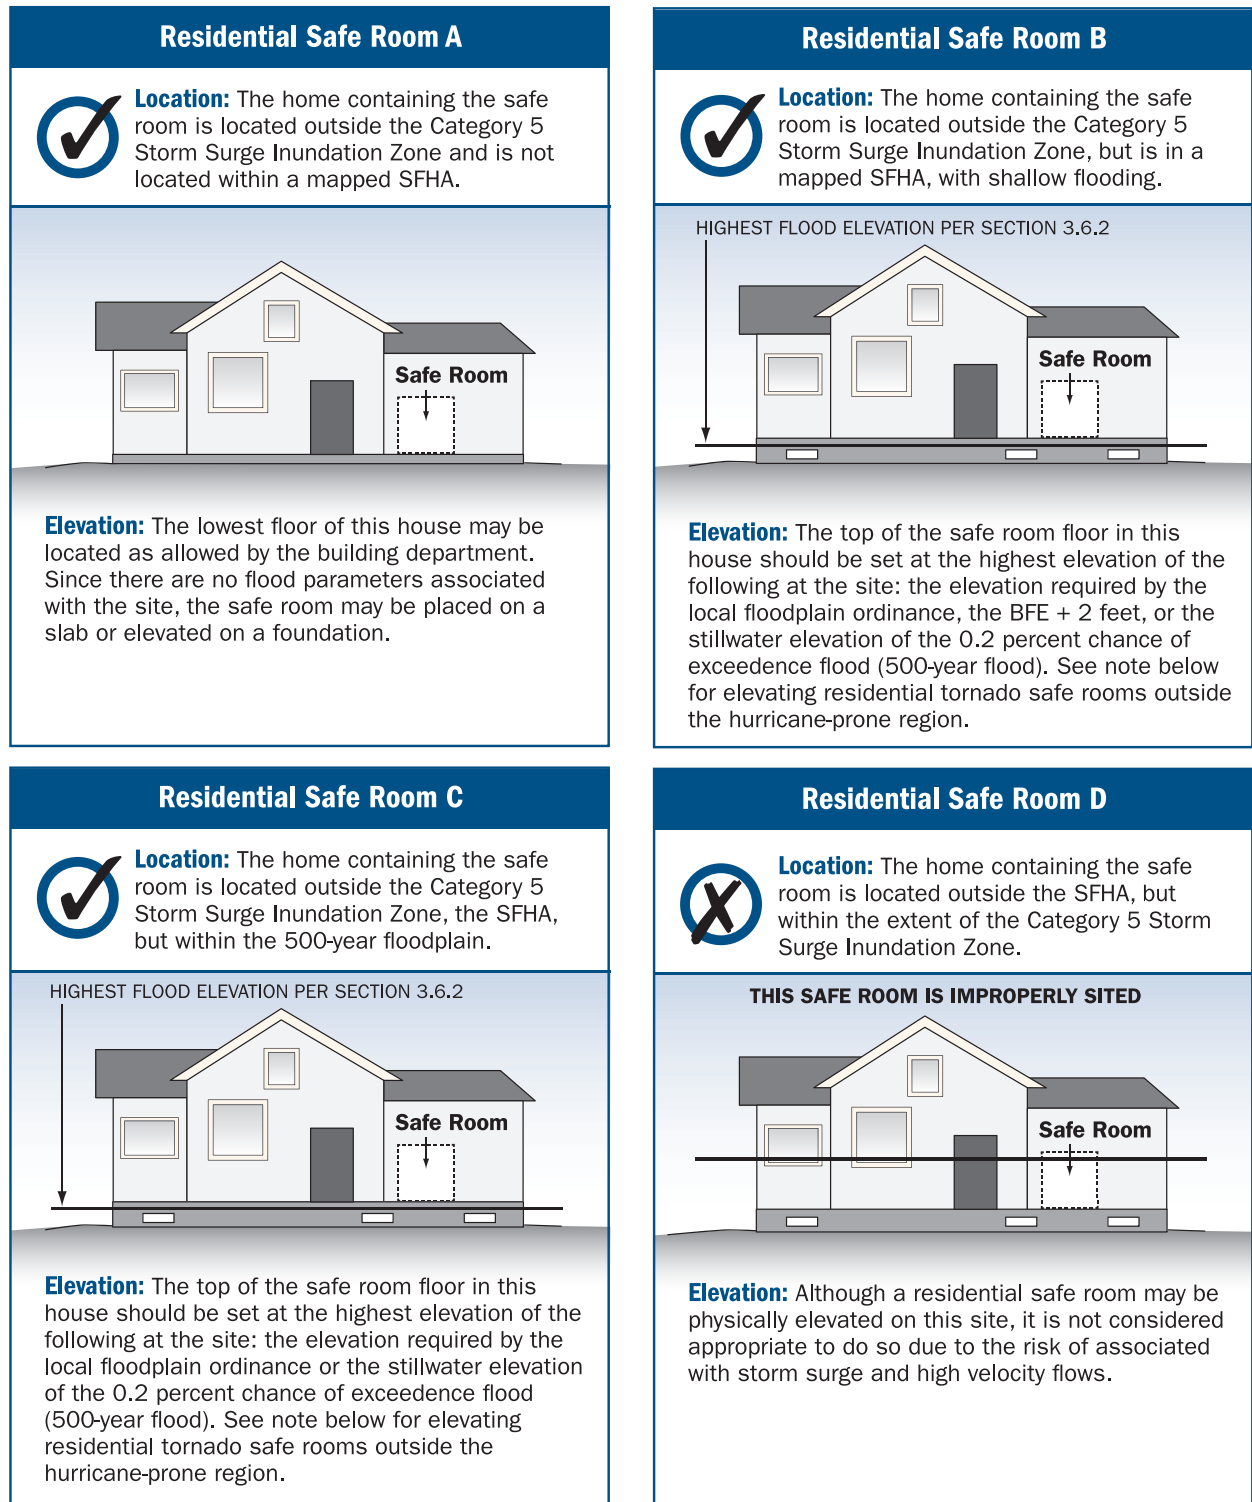 Residential Safe Room A
Location: The home containing the safe
room is located outside the Category 5
Storm Surge Inundation Zone and is not
located within a mapped SFHA.
Safe Room
Elevation: The lowest floor of this house may be
located as allowed by the building department.
Since there are no flood parameters associated
with the site, the safe room may be placed on a
slab or elevated on a foundation.
Residential Safe Room B
Location: The home containing the safe
room is located outside the Category 5
Storm Surge Inundation Zone, but is in a
mapped SFHA, with shallow flooding.
HIGHEST FLOOD ELEVATION PER SECTION 3.6.2
Safe Room
Elevation: The top of the safe room floor in this
house should be set at the highest elevation of the
following at the site: the elevation required by the
local floodplain ordinance, the BFE + 2 feet, or the
stillwater elevation of the 0.2 percent chance of
exceedence flood (500-year flood). See note below
for elevating residential tornado safe rooms outside
the hurricane-prone region.
Residential Safe Room C
Location: The home containing the safe
room is located outside the Category 5
Storm Surge Inundation Zone, the SFHA,
but within the 500-year floodplain.
HIGHEST FLOOD ELEVATION PER SECTION 3.6.2
Safe Room
Elevation: The top of the safe room floor in this
house should be set at the highest elevation of the
following at the site: the elevation required by the
local floodplain ordinance or the stillwater elevation
of the 0.2 percent chance of exceedence flood
(500-year flood). See note below for elevating
residential tornado safe rooms outside the
hurricane-prone region.
Residential Safe Room D
Location: The home containing the safe
room is located outside the SFHA, but
within the extent of the Category 5 Storm
Surge Inundation Zone.
THIS SAFE ROOM IS IMPROPERLY SITED
Safe Room
Elevation: Although a residential safe room may be
physically elevated on this site, it is not considered
appropriate to do so due to the risk of associated
with storm surge and high velocity flows.